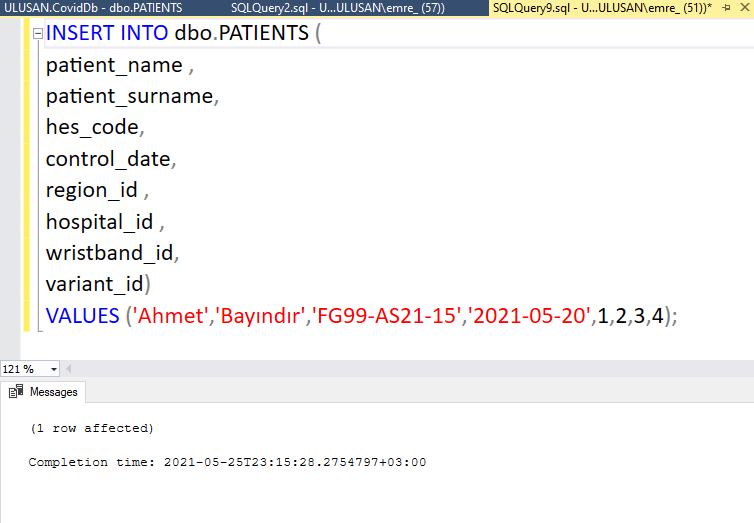 ULUSAN.CovidDb - dbo.PATIENTS SQLQuery2.sql - U...ULUSAN\emre_ (57)) SQLQuery9.sql - U...ULUSAN\emre_ (51))*
INSERT INTO dbo.PATIENTS (
patient_name ,
patient_surname,
hes_code,
control_date,
region_id ,
hospital_id ,
wristband_id,
variant_id)
VALUES ('Ahmet','Bayındır','FG99-AS21-15','2021-05-20',1,2,3,4);
121 %
Messages
(1 row affected)
Completion time: 2021-05-25T23:15:28.2754797+03:00